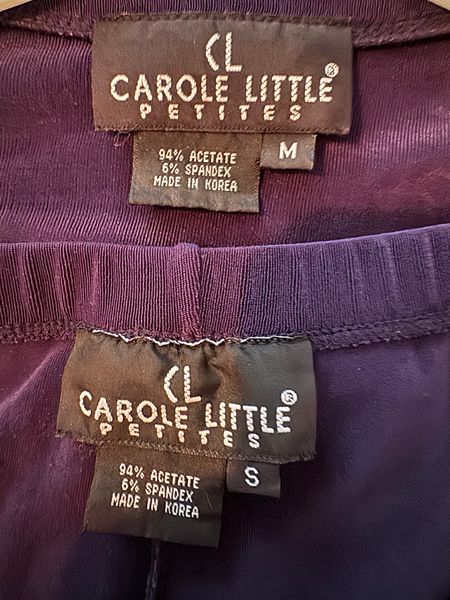 CL
CAROLE LITTLE®
PETITES
M
94% ACETATE
6% SPANDEX
MADE IN KOREA
CL
CAROLE LITTLE®
PETITES
S
94% ACETATE
6% SPANDEX
MADE IN KOREA